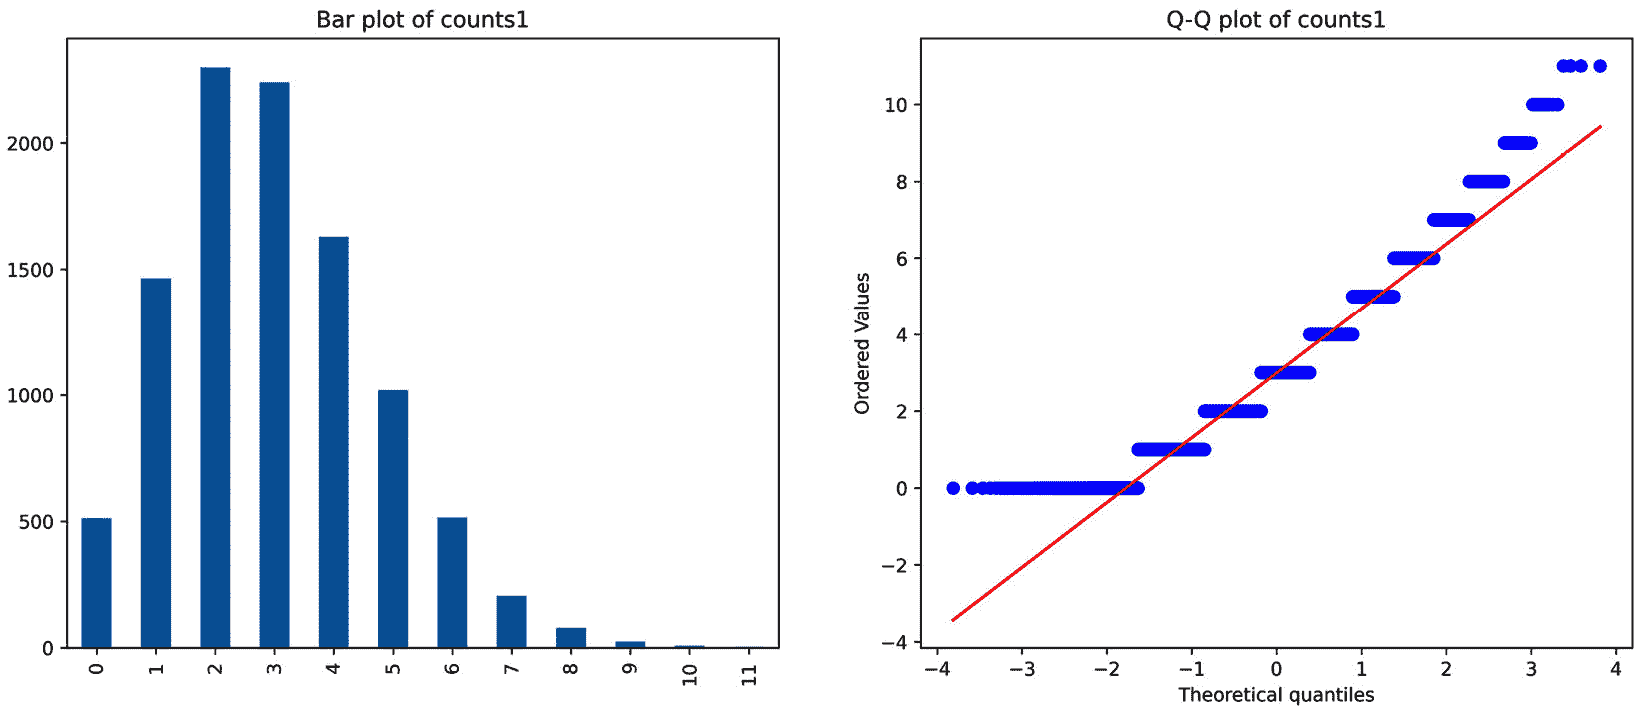 Bar plot of counts1
2000
1500
1000
500
0
0 1 2 3 4 5 6 7 8 9 10 11
Q-Q plot of counts1
Ordered Values
10
8
6
4
2
0
−2
−4
−4 −3 −2 −1 0 1 2 3 4
Theoretical quantiles